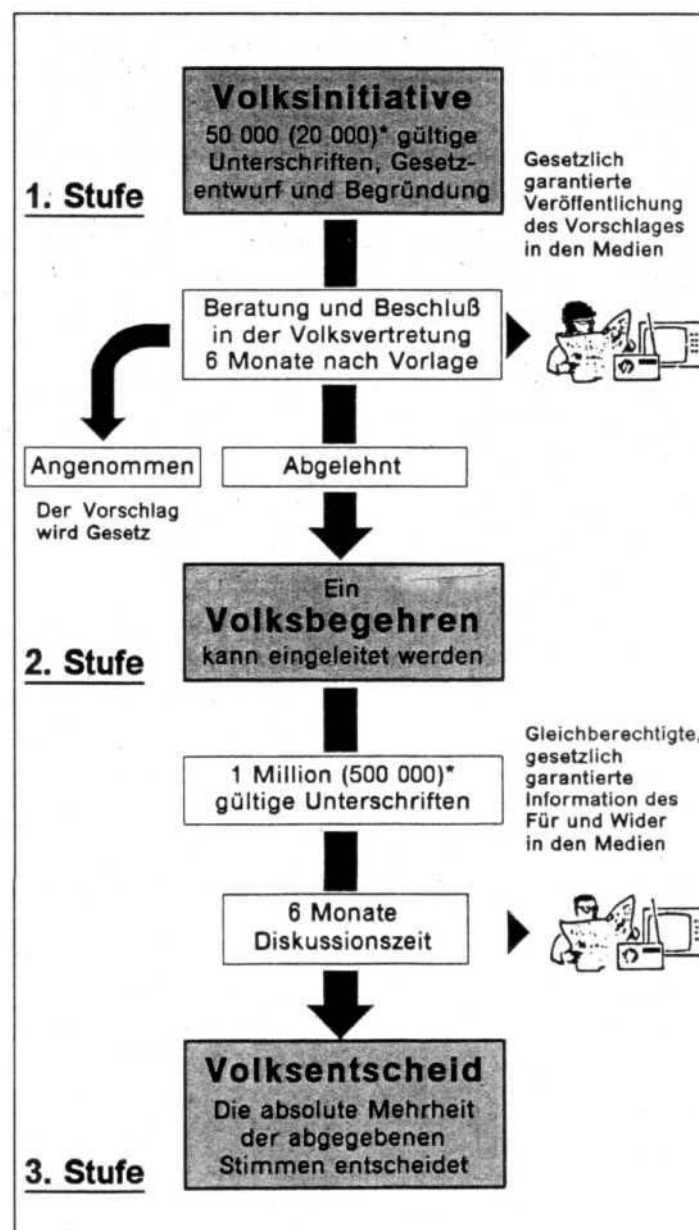 Volksinitiative
50 000 (20 000)* gültige
Unterschriften, Gesetz-
entwurf und Begründung
1. Stufe
Gesetzlich
garantierte
Veröffentlichung
des Vorschlages
in den Medien
Beratung und Beschluß
in der Volksvertretung
6 Monate nach Vorlage
Angenommen
Abgelehnt
Der Vorschlag
wird Gesetz
Ein
Volksbegehren
kann eingeleitet werden
2. Stufe
1 Million (500 000)*
gültige Unterschriften
Gleichberechtigte,
gesetzlich
garantierte
Information des
Für und Wider
in den Medien
6 Monate
Diskussionszeit
Volksentscheid
Die absolute Mehrheit
der abgegebenen
Stimmen entscheidet
3. Stufe